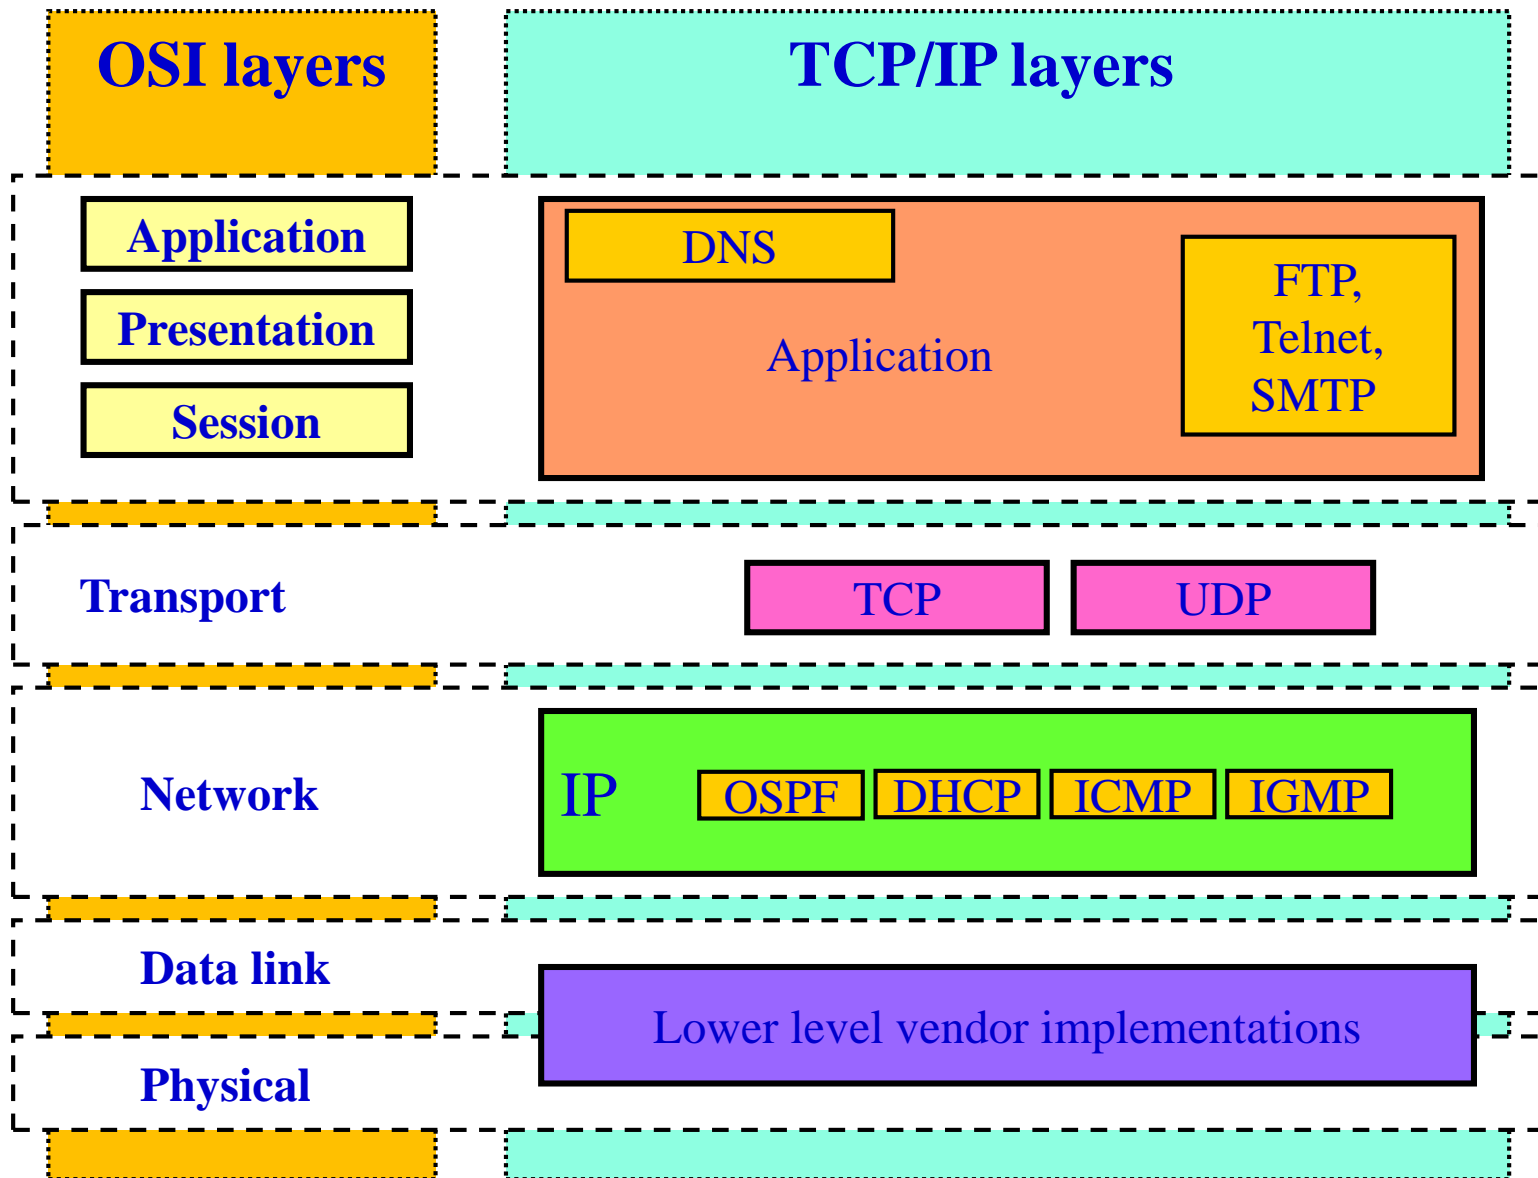 OSI layers
TCP/IP layers
Application
Presentation
Session
DNS
Application
FTP,
Telnet,
SMTP
Transport
TCP
UDP
Network
IP
OSPF
DHCP
ICMP
IGMP
Data link
Physical
Lower level vendor implementations